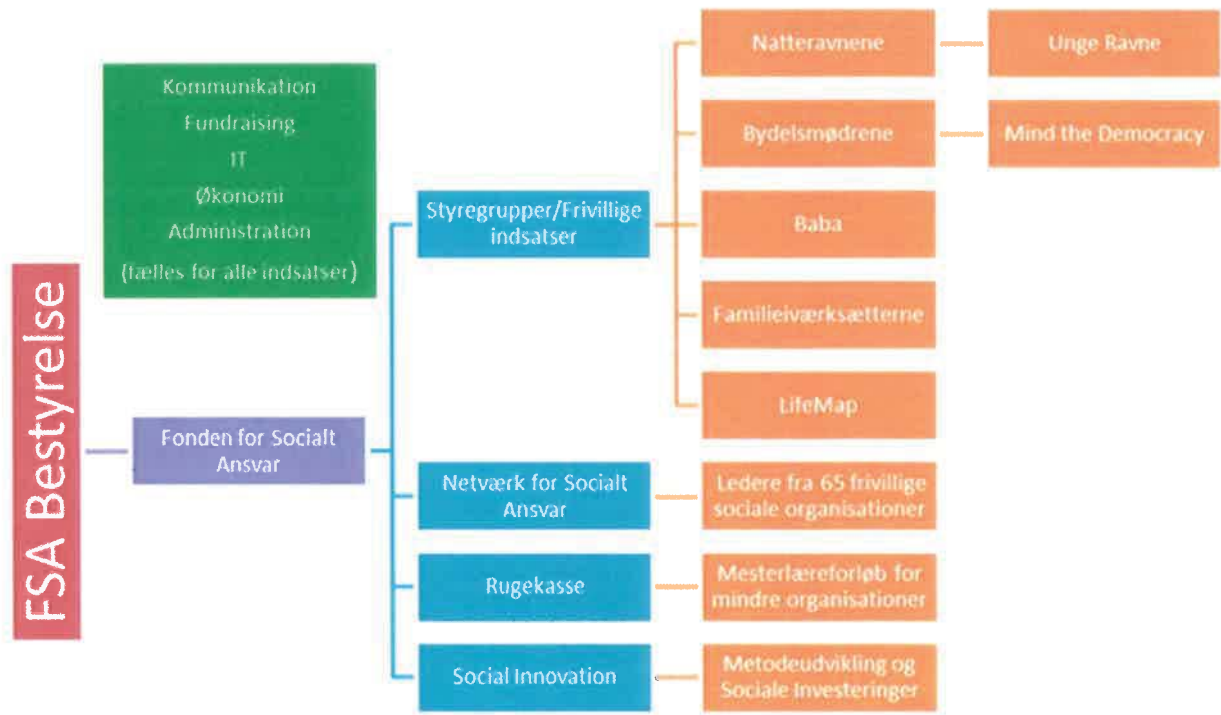 FSA Bestyrelse
Kommunikation
Fundraising
IT
Økonomi
Administration
(fælles for alle indsatser)
Fonden for Socialt
Ansvar
Styregrupper/Frivillige
indsatser
Natteravnene
Unge Ravne
Bydelsmødrene
Mind the Democracy
Baba
Familieiværksætterne
LifeMap
Netværk for Socialt
Ansvar
Ledere fra 65 frivillige
sociale organisationer
Rugekasse
Mesterlæreforløb for
mindre organisationer
Social Innovation
Metodeudvikling og
Sociale Investeringer